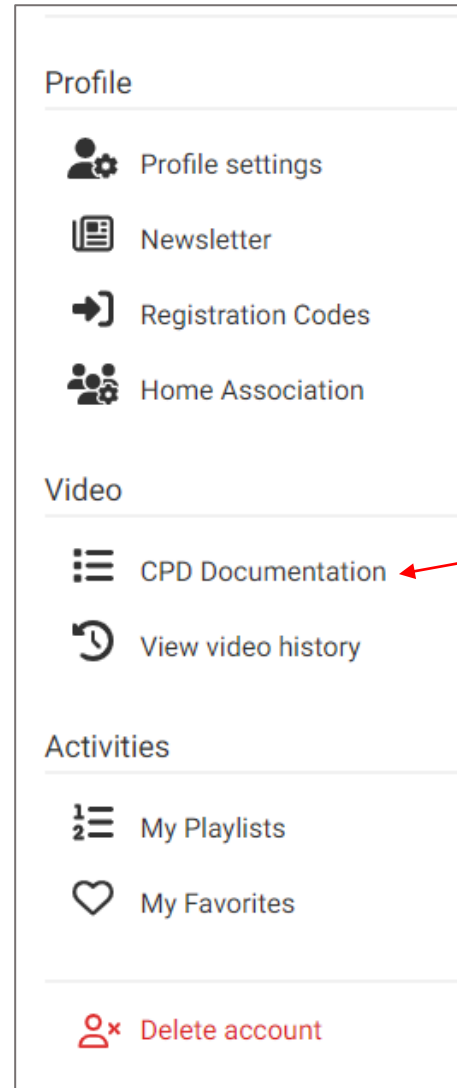 Profile
Profile settings
Newsletter
Registration Codes
Home Association
Video
CPD Documentation
View video history
Activities
My Playlists
My Favorites
Delete account